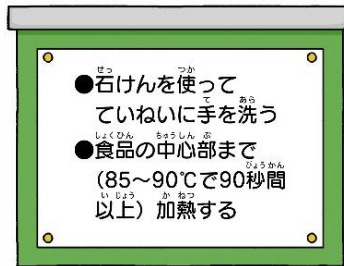 ●石けんを使って
ていねいに手を洗う
●食品の中心部まで
(85～90℃で90秒間
以上)加熱する